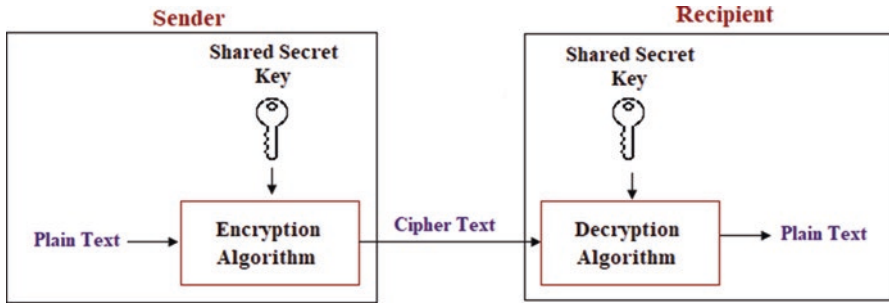 Sender
Recipient
Shared Secret
Key
Shared Secret
Key
Plain Text
Encryption
Algorithm
Cipher Text
Decryption
Algorithm
Plain Text